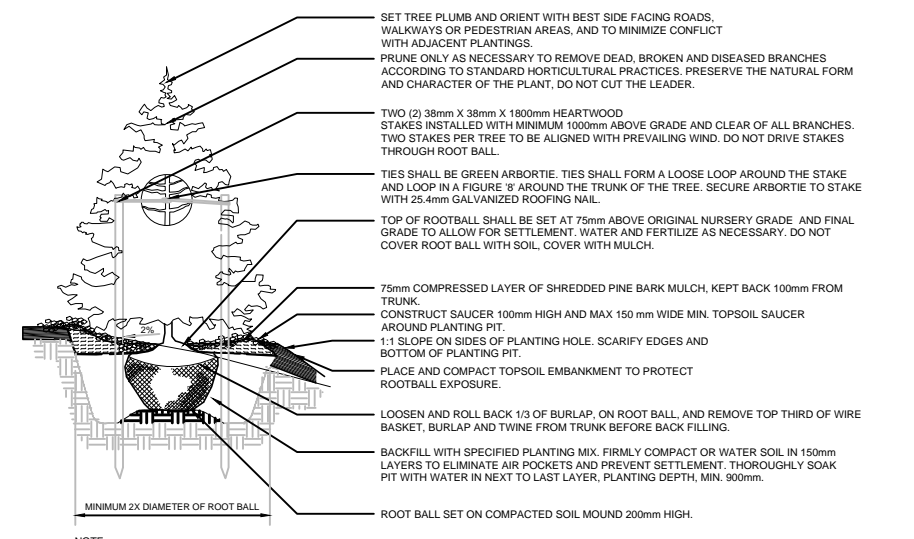 SET TREE PLUMB AND ORIENT WITH BEST SIDE FACING ROADS,
WALKWAYS OR PEDESTRIAN AREAS, AND TO MINIMIZE CONFLICT
WITH ADJACENT PLANTINGS.
PRUNE ONLY AS NECESSARY TO REMOVE DEAD, BROKEN AND DISEASED BRANCHES
ACCORDING TO STANDARD HORTICULTURAL PRACTICES. PRESERVE THE NATURAL FORM
AND CHARACTER OF THE PLANT, DO NOT CUT THE LEADER.
TWO (2) 38mm X 38mm X 1800mm HEARTWOOD
STAKES INSTALLED WITH MINIMUM 1000mm ABOVE GRADE AND CLEAR OF ALL BRANCHES.
TWO STAKES PER TREE TO BE ALIGNED WITH PREVAILING WIND. DO NOT DRIVE STAKES
THROUGH ROOT BALL.
TIES SHALL BE GREEN ARBORTIE. TIES SHALL FORM A LOOSE LOOP AROUND THE STAKE
AND LOOP IN A FIGURE '8' AROUND THE TRUNK OF THE TREE. SECURE ARBORTIE TO STAKE
WITH 25.4mm GALVANIZED ROOFING NAIL.
TOP OF ROOTBALL SHALL BE SET AT 75mm ABOVE ORIGINAL NURSERY GRADE AND FINAL
GRADE TO ALLOW FOR SETTLEMENT. WATER AND FERTILIZE AS NECESSARY. DO NOT
COVER ROOT BALL WITH SOIL, COVER WITH MULCH.
75mm COMPRESSED LAYER OF SHREDDED PINE BARK MULCH, KEPT BACK 100mm FROM
TRUNK.
CONSTRUCT SAUCER 100mm HIGH AND MAX 150 mm WIDE MIN. TOPSOIL SAUCER
AROUND PLANTING PIT.
2%
1:1 SLOPE ON SIDES OF PLANTING HOLE. SCARIFY EDGES AND
BOTTOM OF PLANTING PIT.
PLACE AND COMPACT TOPSOIL EMBANKMENT TO PROTECT
ROOTBALL EXPOSURE.
LOOSEN AND ROLL BACK 1/3 OF BURLAP, ON ROOT BALL, AND REMOVE TOP THIRD OF WIRE
BASKET, BURLAP AND TWINE FROM TRUNK BEFORE BACK FILLING.
BACKFILL WITH SPECIFIED PLANTING MIX. FIRMLY COMPACT OR WATER SOIL IN 150mm
LAYERS TO ELIMINATE AIR POCKETS AND PREVENT SETTLEMENT. THOROUGHLY SOAK
PIT WITH WATER IN NEXT TO LAST LAYER, PLANTING DEPTH, MIN. 900mm.
MINIMUM 2X DIAMETER OF ROOT BALL
ROOT BALL SET ON COMPACTED SOIL MOUND 200mm HIGH.